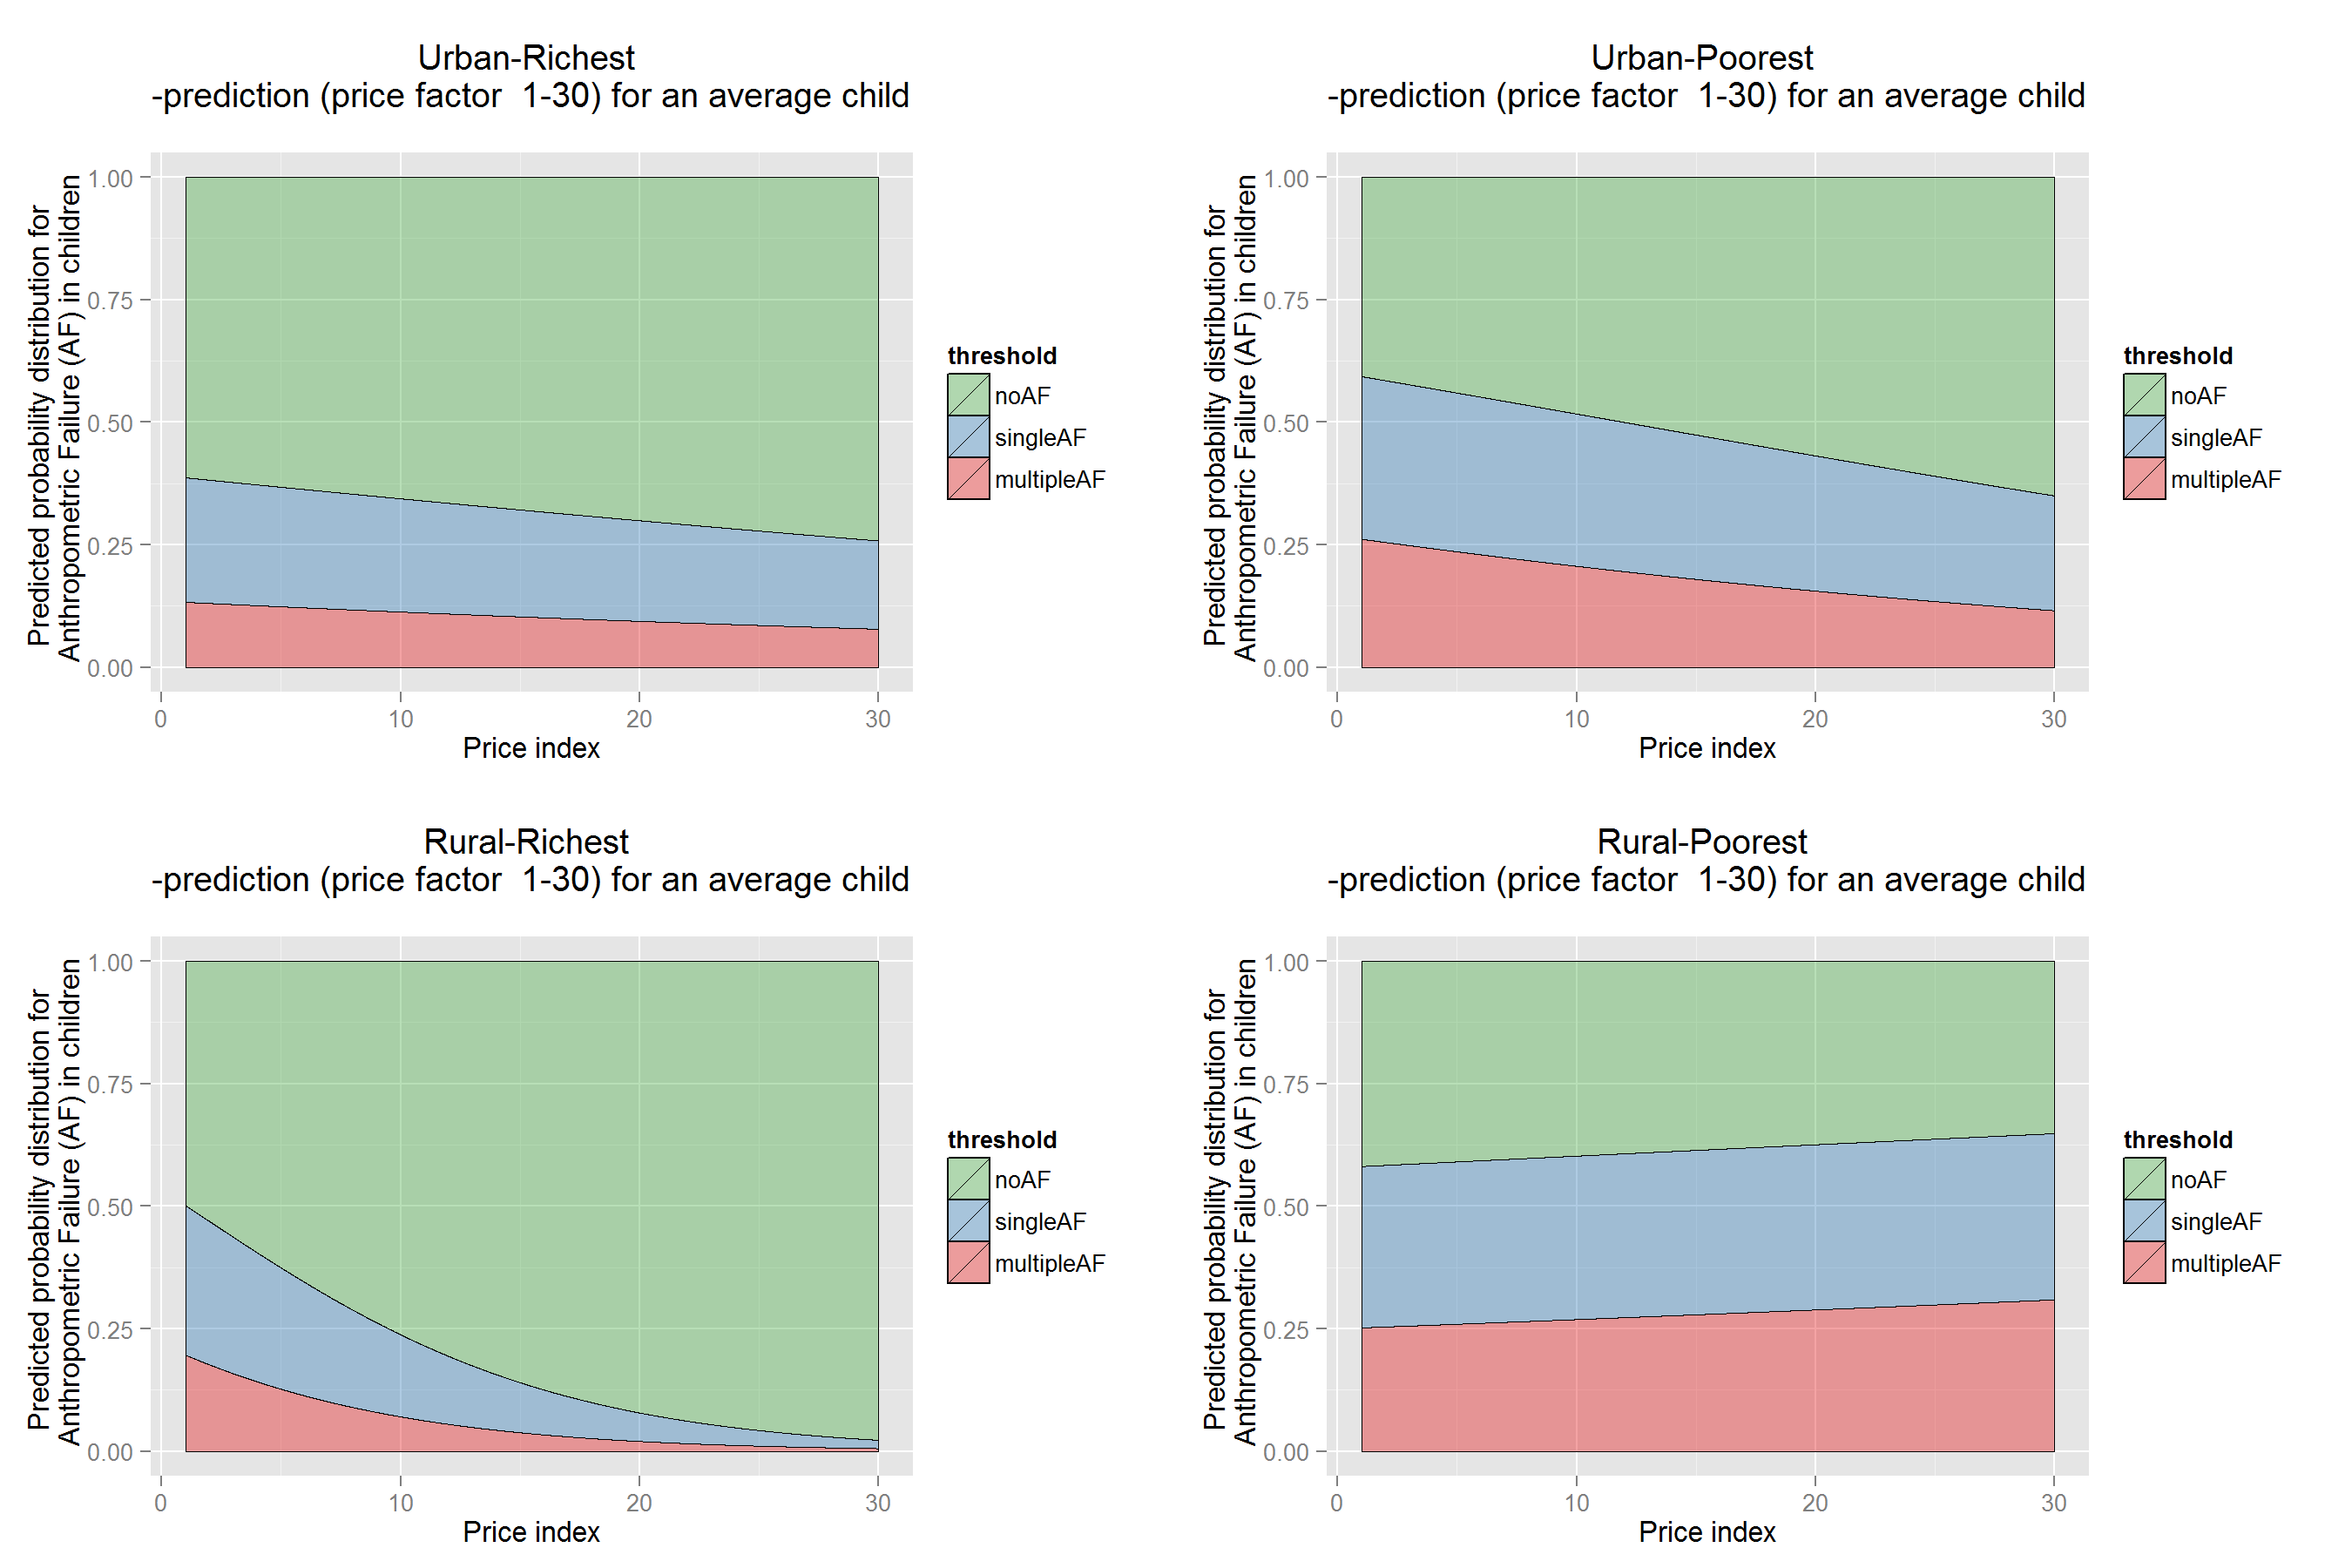 Urban-Richest
-prediction (price factor  1-30) for an average child
Predicted probability distribution for
Anthropometric Failure (AF) in children
1.00
0.75
0.50
0.25
0.00
0 10 20 30
Price index
threshold
noAF
singleAF
multipleAF
Urban-Poorest
-prediction (price factor  1-30) for an average child
Predicted probability distribution for
Anthropometric Failure (AF) in children
1.00
0.75
0.50
0.25
0.00
0 10 20 30
Price index
threshold
noAF
singleAF
multipleAF
Rural-Richest
-prediction (price factor  1-30) for an average child
Predicted probability distribution for
Anthropometric Failure (AF) in children
1.00
0.75
0.50
0.25
0.00
0 10 20 30
Price index
threshold
noAF
singleAF
multipleAF
Rural-Poorest
-prediction (price factor  1-30) for an average child
Predicted probability distribution for
Anthropometric Failure (AF) in children
1.00
0.75
0.50
0.25
0.00
0 10 20 30
Price index
threshold
noAF
singleAF
multipleAF